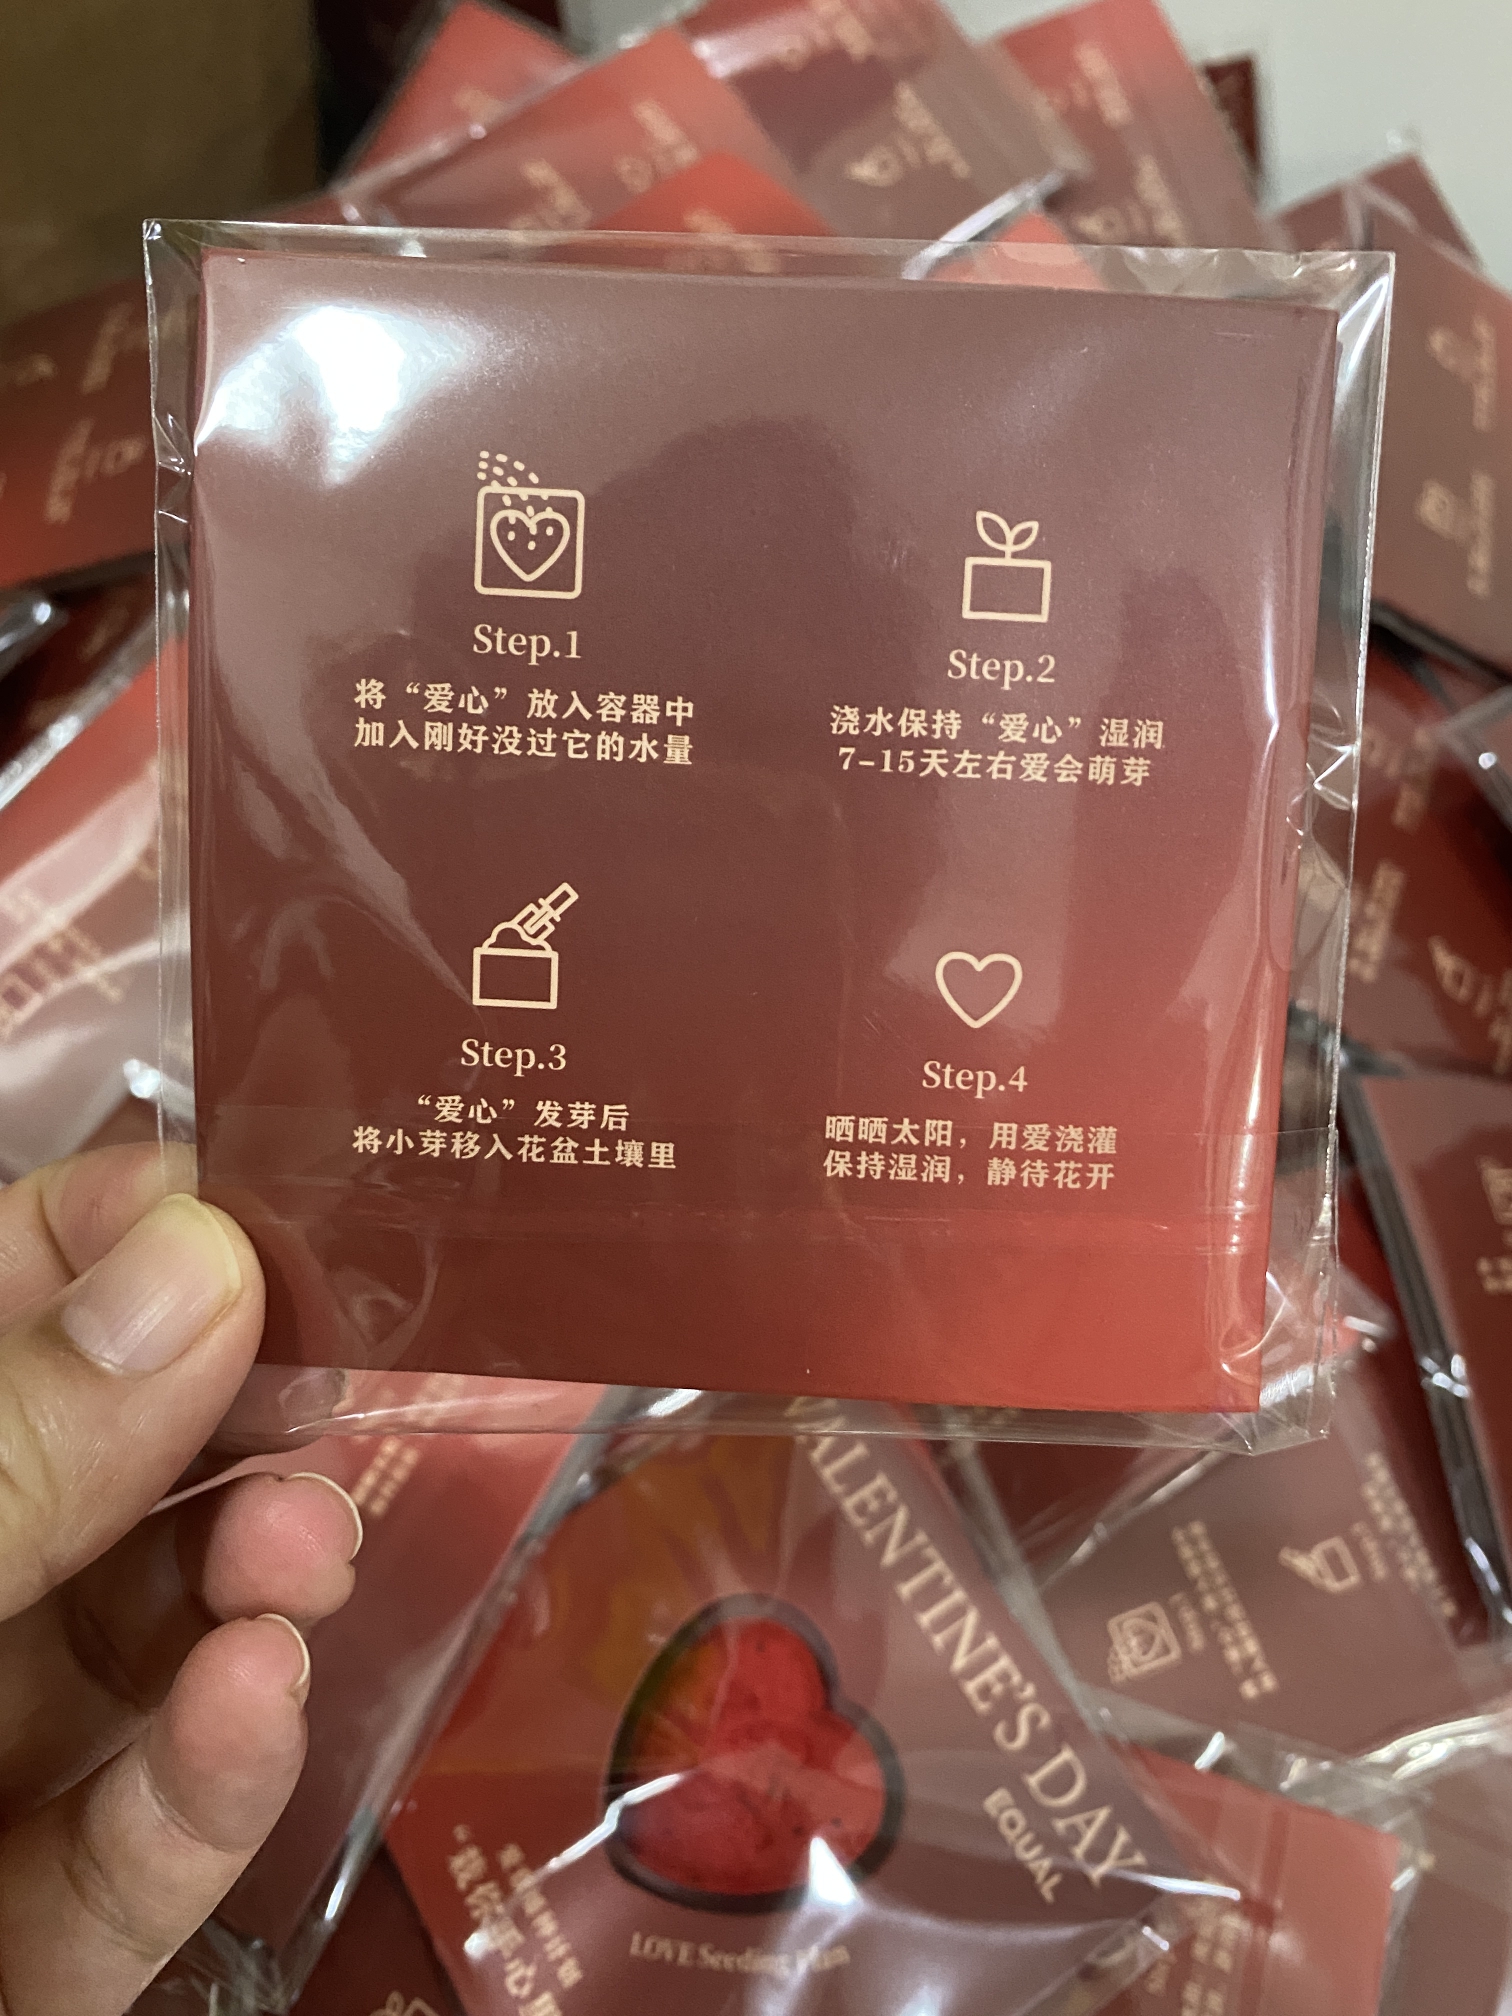 Step.1
将“爱心”放入容器中
加入刚好没过它的水量
Step.2
浇水保持“爱心”湿润
7-15天左右爱会萌芽
Step.3
“爱心”发芽后
将小芽移入花盆土壤里
Step.4
晒晒太阳，用爱浇灌
保持湿润，静待花开
VALENTINE'S DAY
EQUAL
LOVE Seeding Plan